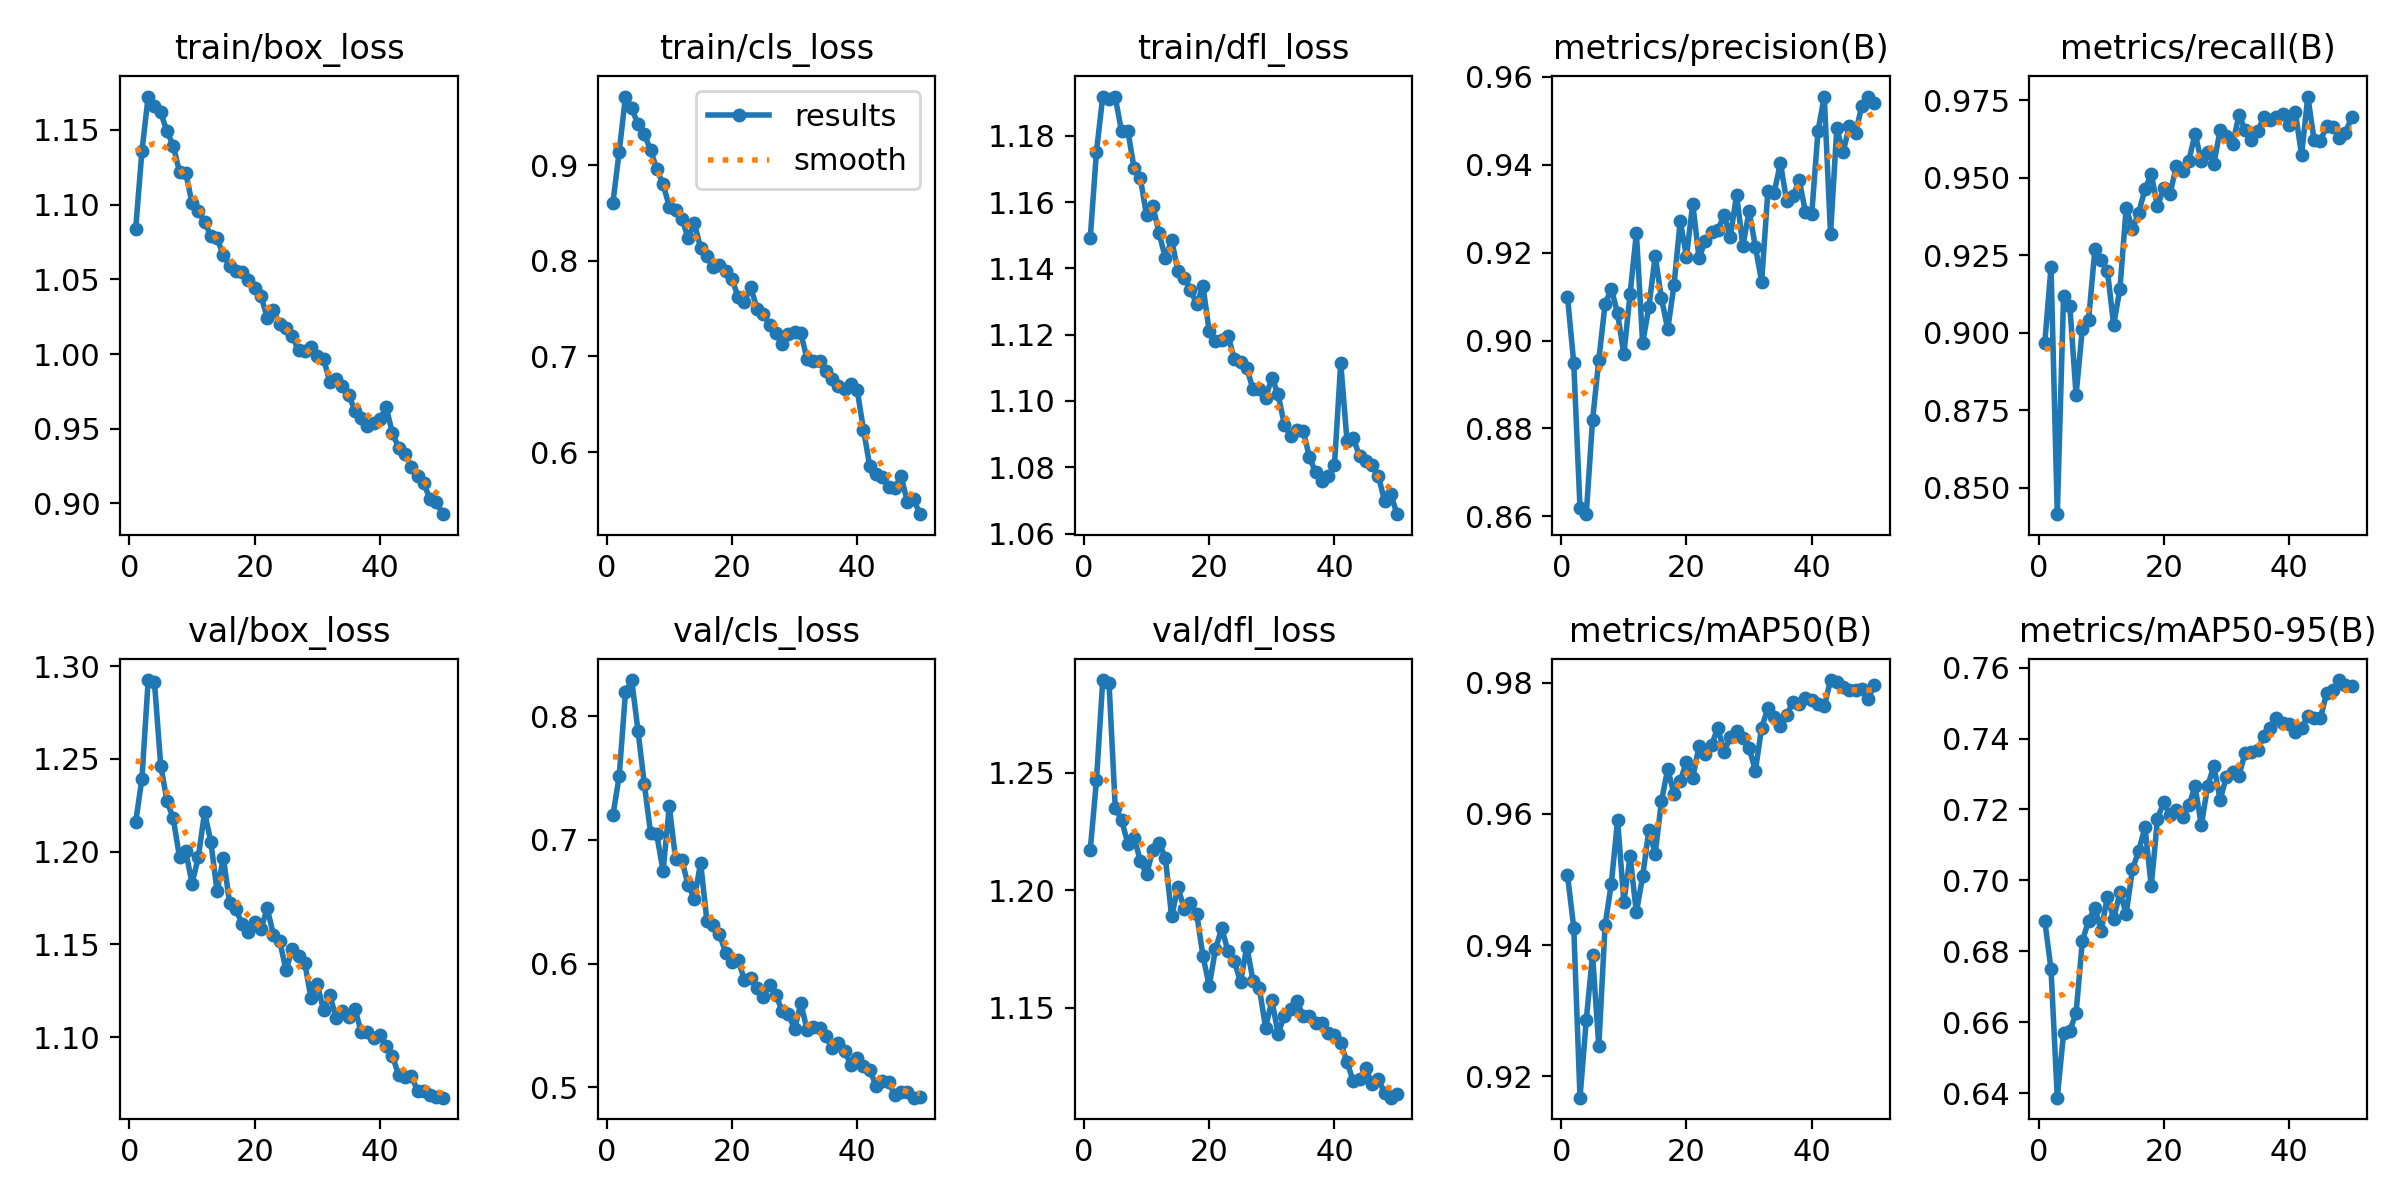 train/box_loss
train/cls_loss
train/dfl_loss
metrics/precision(B)
metrics/recall(B)
1.15
1.10
1.05
1.00
0.95
0.90
0 20 40
results
smooth
0.9
0.8
0.7
0.6
0 20 40
1.18
1.16
1.14
1.12
1.10
1.08
1.06
0 20 40
0.96
0.94
0.92
0.90
0.88
0.86
0 20 40
0.975
0.950
0.925
0.900
0.875
0.850
0 20 40
val/box_loss
val/cls_loss
val/dfl_loss
metrics/mAP50(B)
metrics/mAP50-95(B)
1.30
1.25
1.20
1.15
1.10
0 20 40
0.8
0.7
0.6
0.5
0 20 40
1.25
1.20
1.15
0 20 40
0.98
0.96
0.94
0.92
0 20 40
0.76
0.74
0.72
0.70
0.68
0.66
0.64
0 20 40